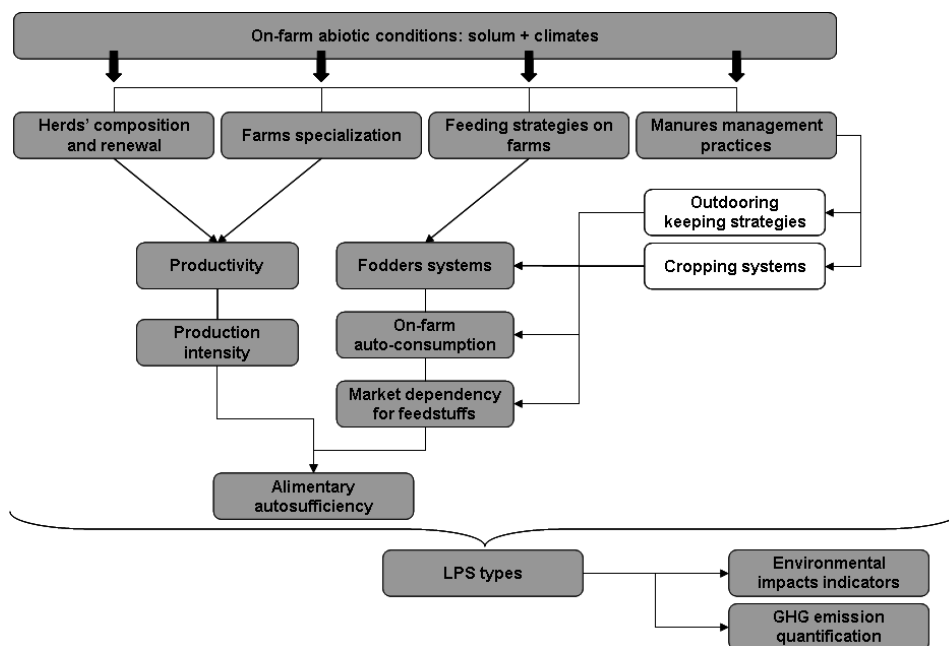 On-farm abiotic conditions: solum + climates
Herds' composition
and renewal
Farms specialization
Feeding strategies on
farms
Manures management
practices
Outdooring
keeping strategies
Productivity
Fodders systems
Cropping systems
Production
intensity
On-farm
auto-consumption
Market dependency
for feedstuffs
Alimentary
autosufficiency
LPS types
Environmental
impacts indicators
GHG emission
quantification